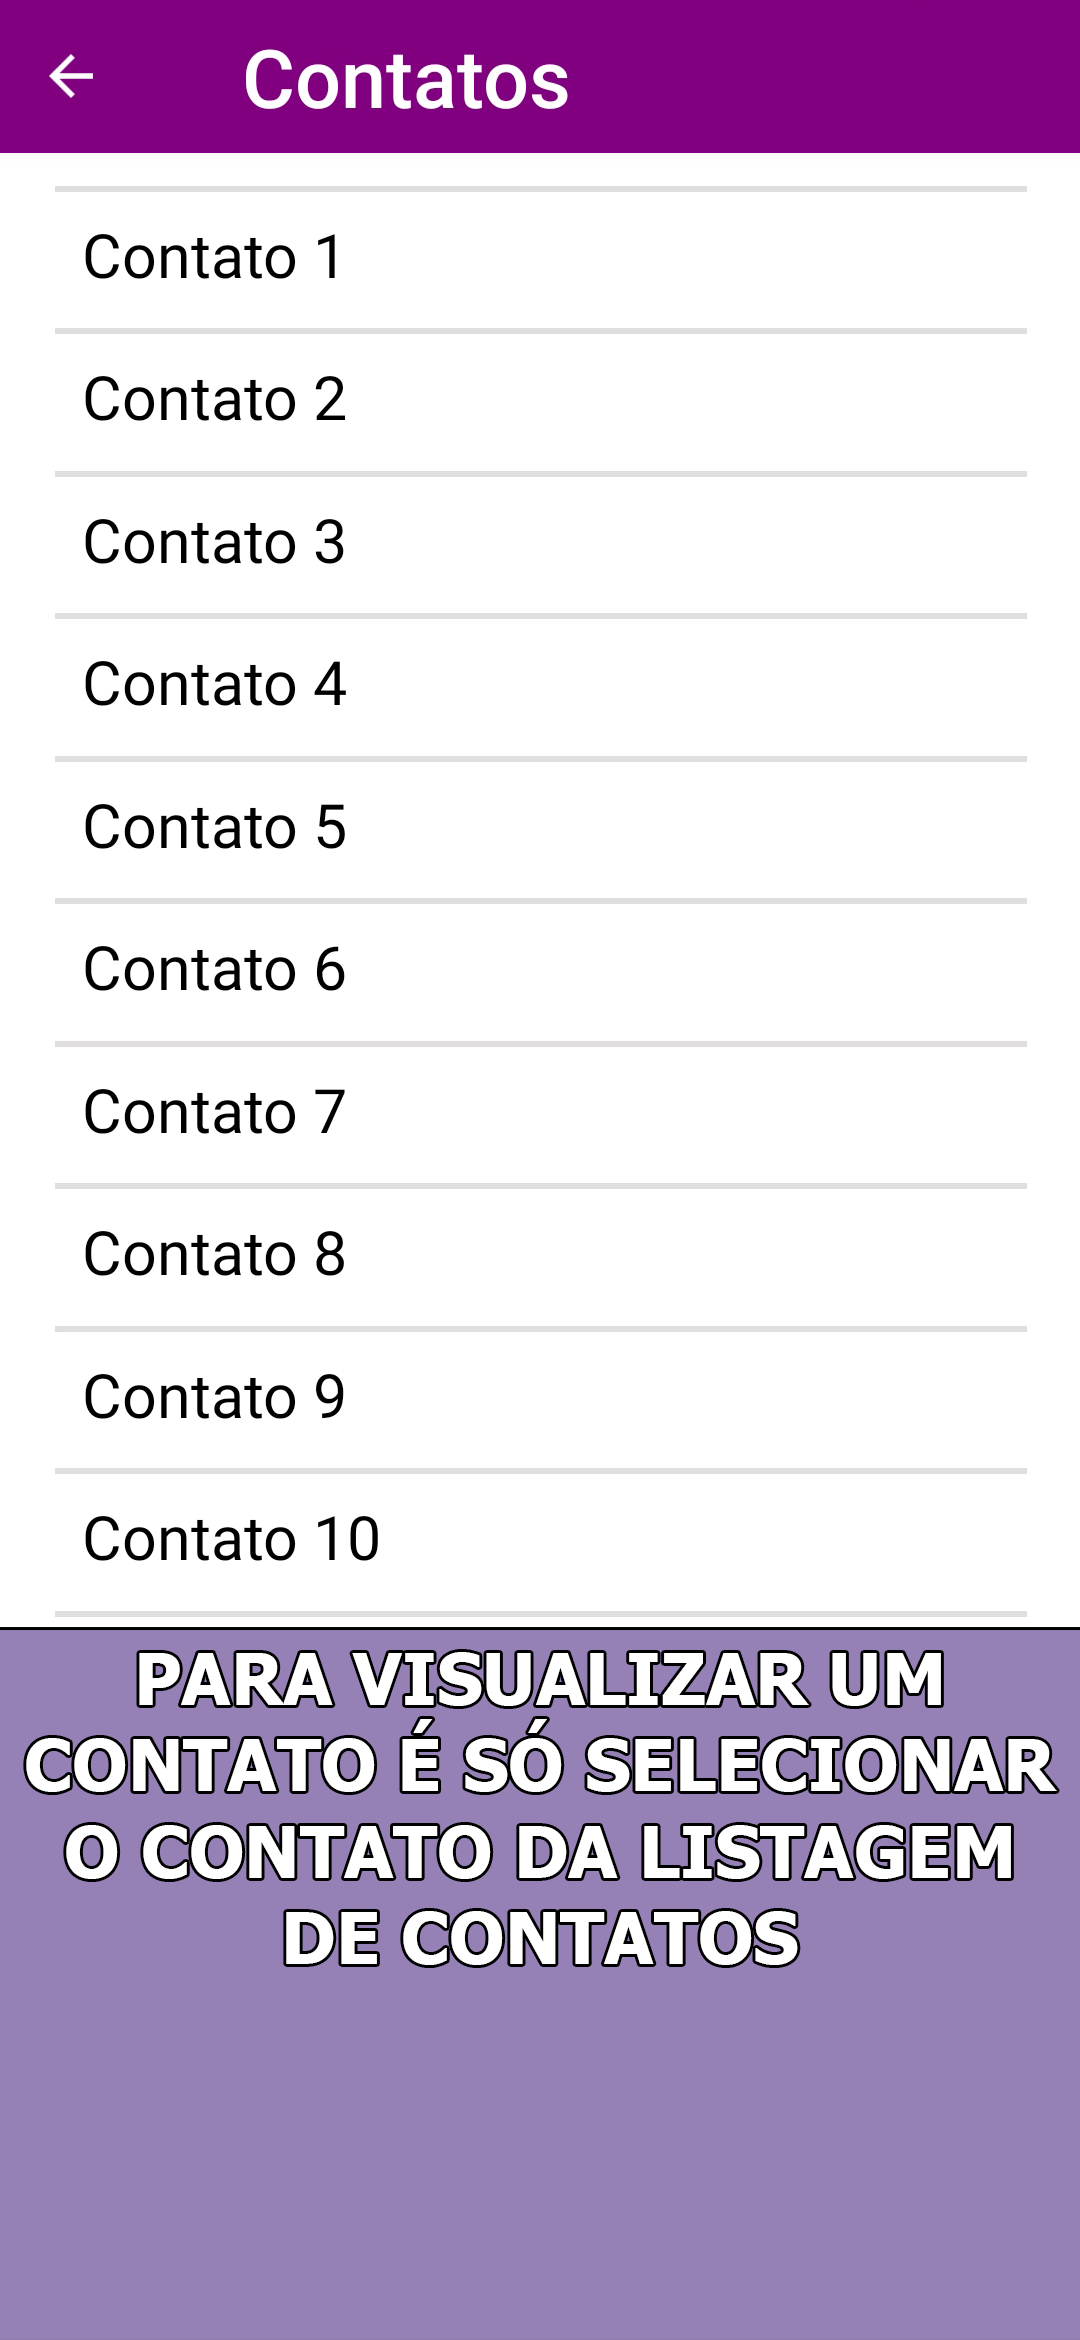 Contatos
Contato 1
Contato 2
Contato 3
Contato 4
Contato 5
Contato 6
Contato 7
Contato 8
Contato 9
Contato 10
PARA VISUALIZAR UM
CONTATO É SÓ SELECIONAR
O CONTATO DA LISTAGEM
DE CONTATOS